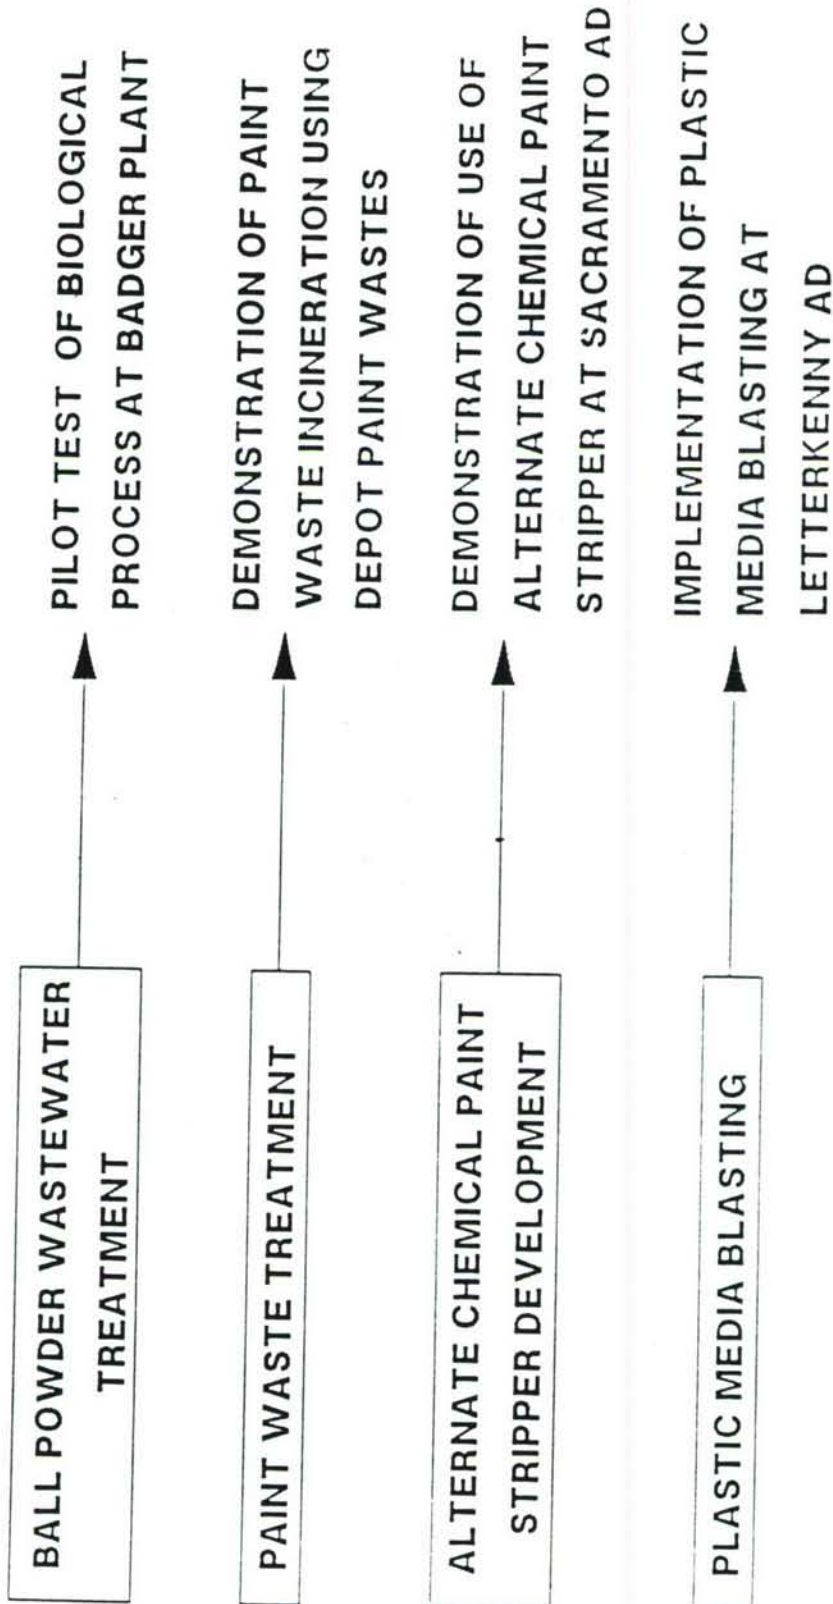 BALL POWDER WASTEWATER
TREATMENT
PILOT TEST OF BIOLOGICAL
PROCESS AT BADGER PLANT
PAINT WASTE TREATMENT
DEMONSTRATION OF PAINT
WASTE INCINERATION USING
DEPOT PAINT WASTES
ALTERNATE CHEMICAL PAINT
STRIPPER DEVELOPMENT
DEMONSTRATION OF USE OF
ALTERNATE CHEMICAL PAINT
STRIPPER AT SACRAMENTO AD
PLASTIC MEDIA BLASTING
IMPLEMENTATION OF PLASTIC
MEDIA BLASTING AT
LETTERKENNY AD